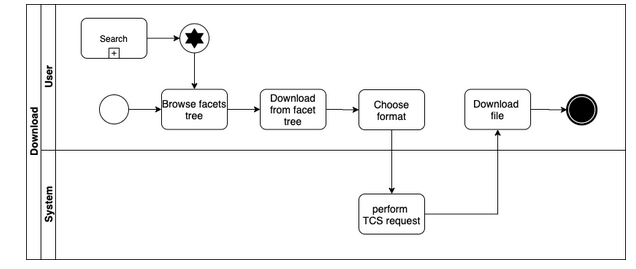 Download
User
System
Search
+
Browse facets
tree
Download
from facet
tree
Choose
format
Download
file
perform
TCS request